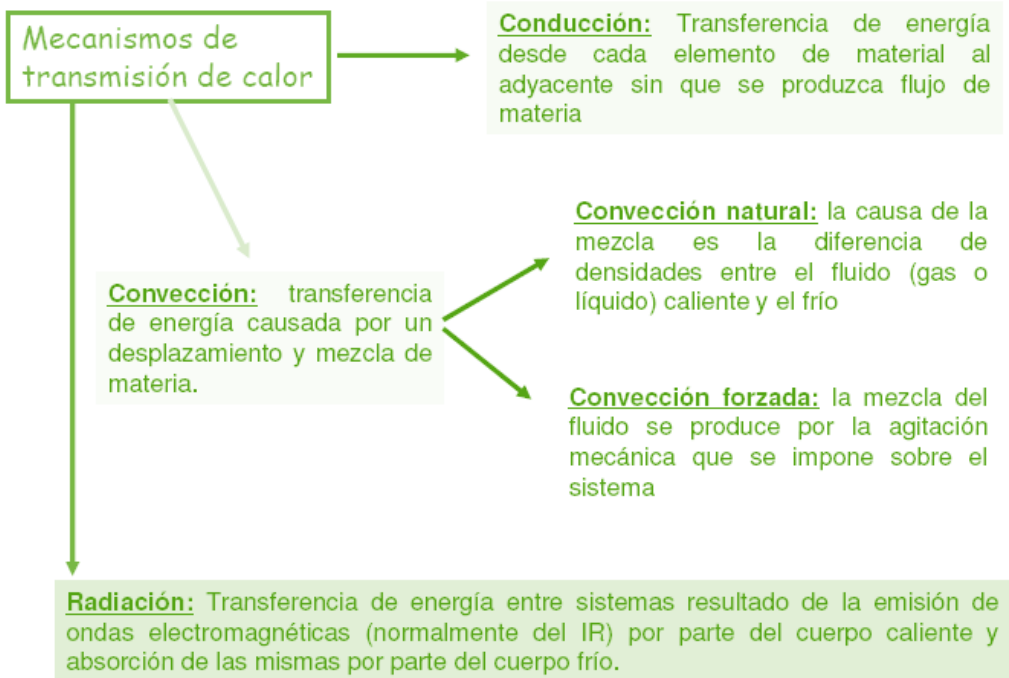 Mecanismos de
transmisión de calor
Conducción: Transferencia de energía
desde cada elemento de material al
adyacente sin que se produzca flujo de
materia
Convección natural: la causa de la
mezcla es la diferencia de
densidades entre el fluido (gas o
líquido) caliente y el frío
Convección: transferencia
de energía causada por un
desplazamiento y mezcla de
materia.
Convección forzada: la mezcla del
fluido se produce por la agitación
mecánica que se impone sobre el
sistema
Radiación: Transferencia de energía entre sistemas resultado de la emisión de
ondas electromagnéticas (normalmente del IR) por parte del cuerpo caliente y
absorción de las mismas por parte del cuerpo frío.